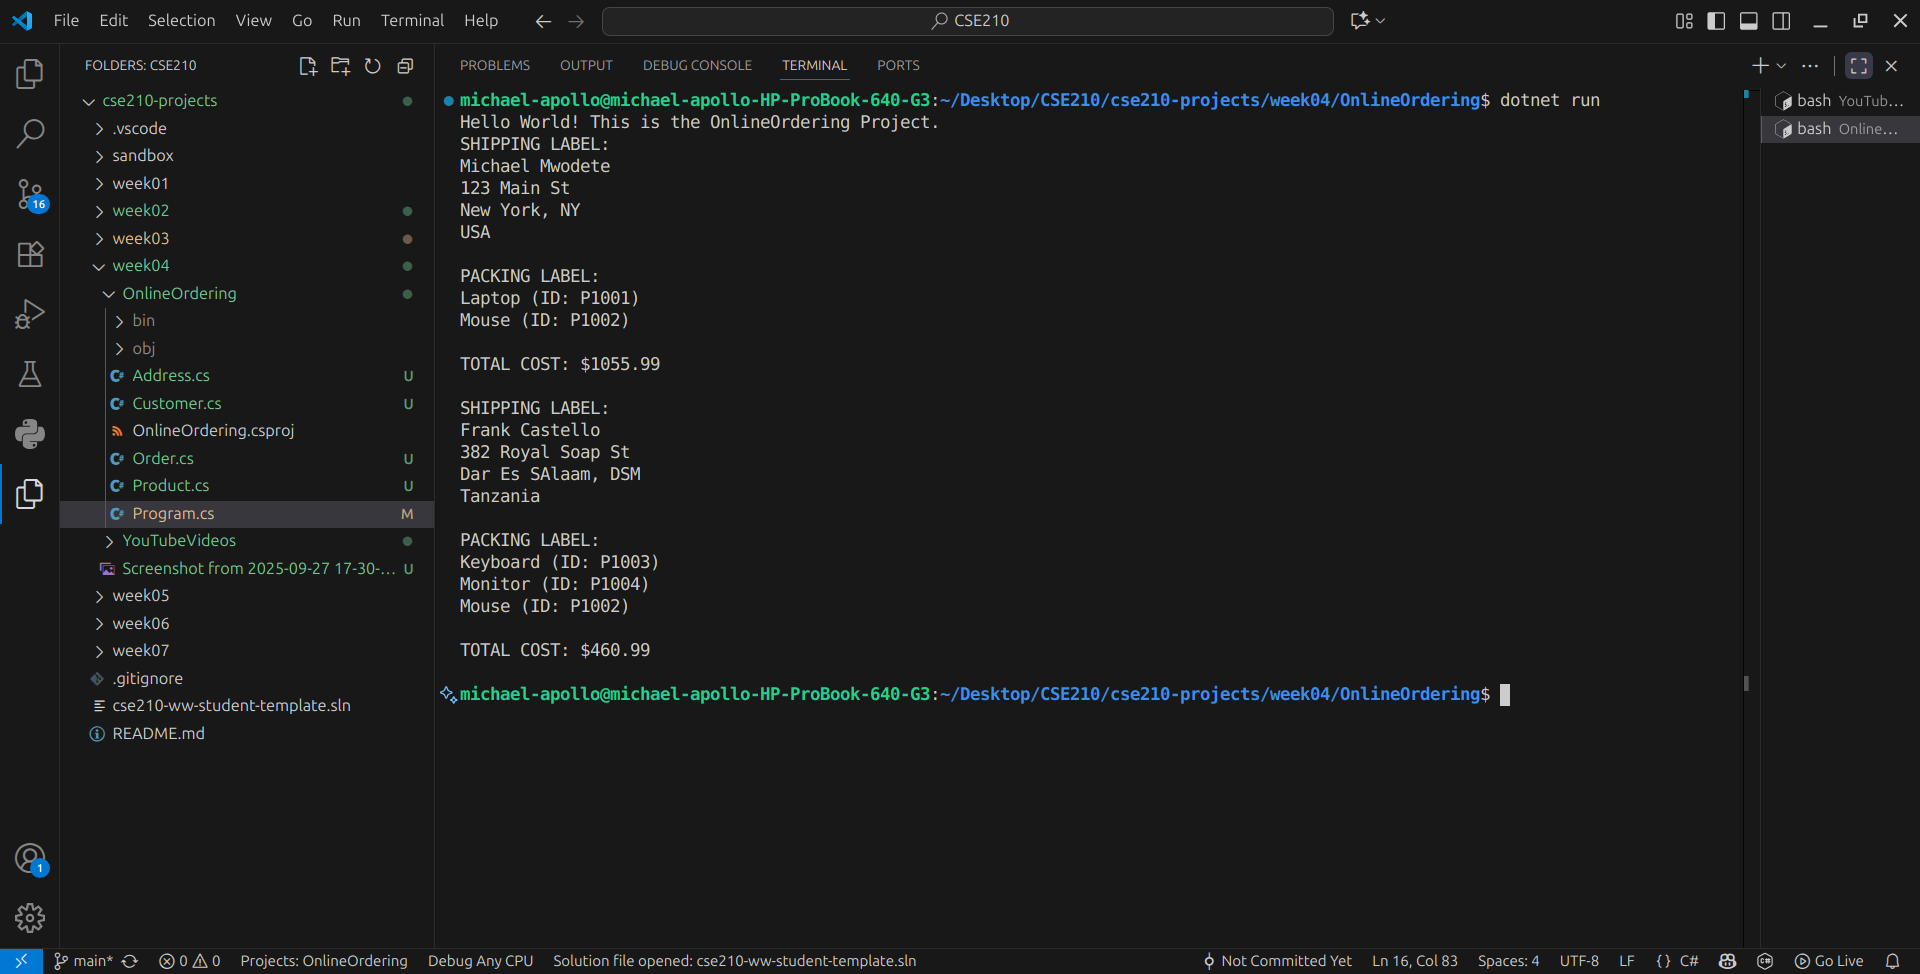 File Edit Selection View Go Run Terminal Help
CSE210
FOLDERS: CSE210
cse210-projects
.vscode
sandbox
week01
week02
week03
week04
OnlineOrdering
bin
obj
Address.cs U
Customer.cs U
OnlineOrdering.csproj
Order.cs U
Product.cs U
Program.cs M
YouTubeVideos
Screenshot from 2025-09-27 17-30-... U
week05
week06
week07
.gitignore
cse210-ww-student-template.sln
README.md
16
1
PROBLEMS OUTPUT DEBUG CONSOLE TERMINAL PORTS
michael-apollo@michael-apollo-HP-ProBook-640-G3:~/Desktop/CSE210/cse210-projects/week04/OnlineOrdering$ dotnet run
Hello World! This is the OnlineOrdering Project.
SHIPPING LABEL:
Michael Mwodete
123 Main St
New York, NY
USA
PACKING LABEL:
Laptop (ID: P1001)
Mouse (ID: P1002)
TOTAL COST: $1055.99
SHIPPING LABEL:
Frank Castello
382 Royal Soap St
Dar Es SAlaam, DSM
Tanzania
PACKING LABEL:
Keyboard (ID: P1003)
Monitor (ID: P1004)
Mouse (ID: P1002)
TOTAL COST: $460.99
michael-apollo@michael-apollo-HP-ProBook-640-G3:~/Desktop/CSE210/cse210-projects/week04/OnlineOrdering$
bash YouTub...
bash Online...
main* 0 0 Projects: OnlineOrdering Debug Any CPU Solution file opened: cse210-ww-student-template.sln Not Committed Yet Ln 16, Col 83 Spaces: 4 UTF-8 LF {} C# Go Live